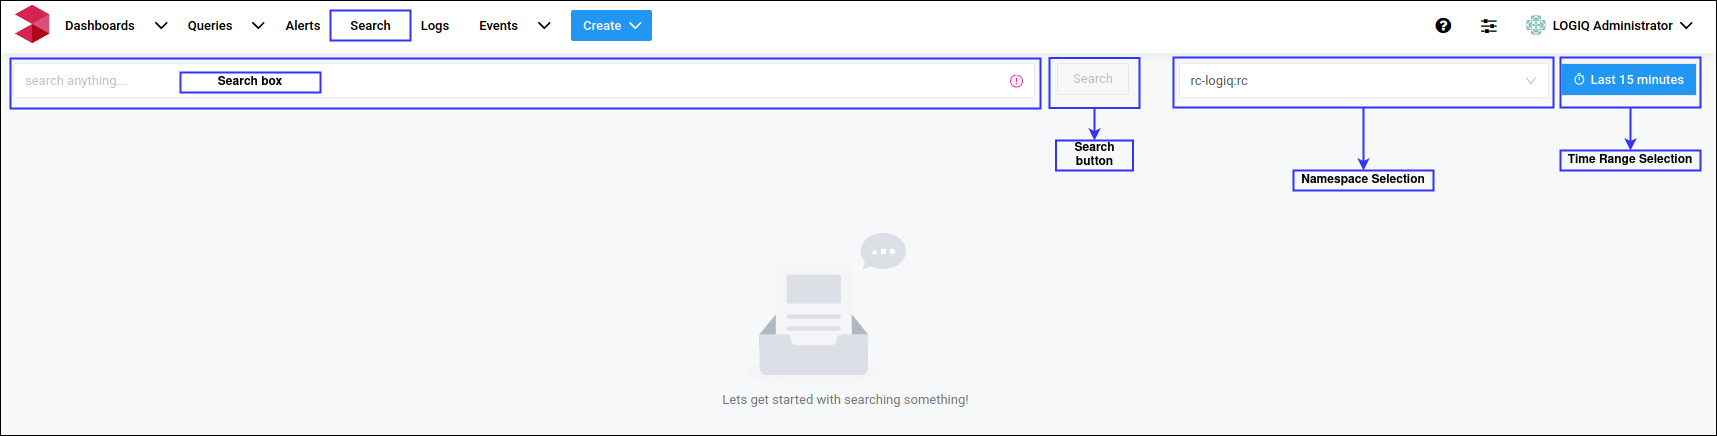 Dashboards Queries Alerts Search Logs Events Create LOGIQ Administrator
search anything... Search box Search rc-logiq:rc Last 15 minutes
Search
button
Time Range Selection
Namespace Selection
Lets get started with searching something!